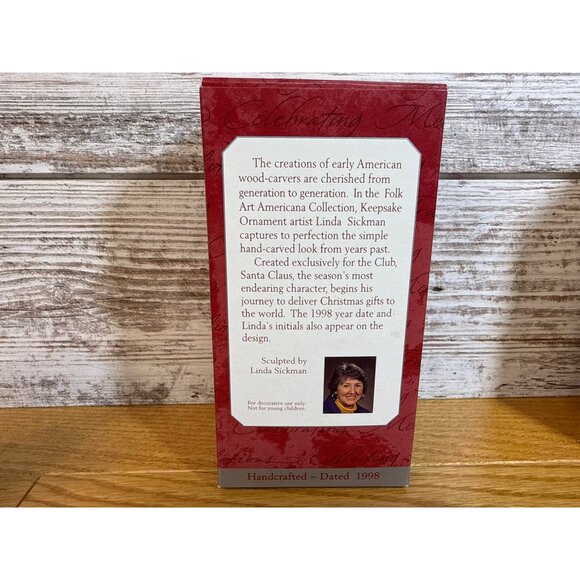 Celebrating
The creations of early American
wood-carvers are cherished from
generation to generation. In the Folk
Art Americana Collection, Keepsake
Ornament artist Linda Sickman
captures to perfection the simple
hand-carved look from years past.
Created exclusively for the Club,
Santa Claus, the season's most
endearing character, begins his
journey to deliver Christmas gifts to
the world. The 1998 year date and
Linda's initials also appear on the
design.
Sculpted by
Linda Sickman
For decorative use only.
Not for young children.
Handcrafted – Dated 1998